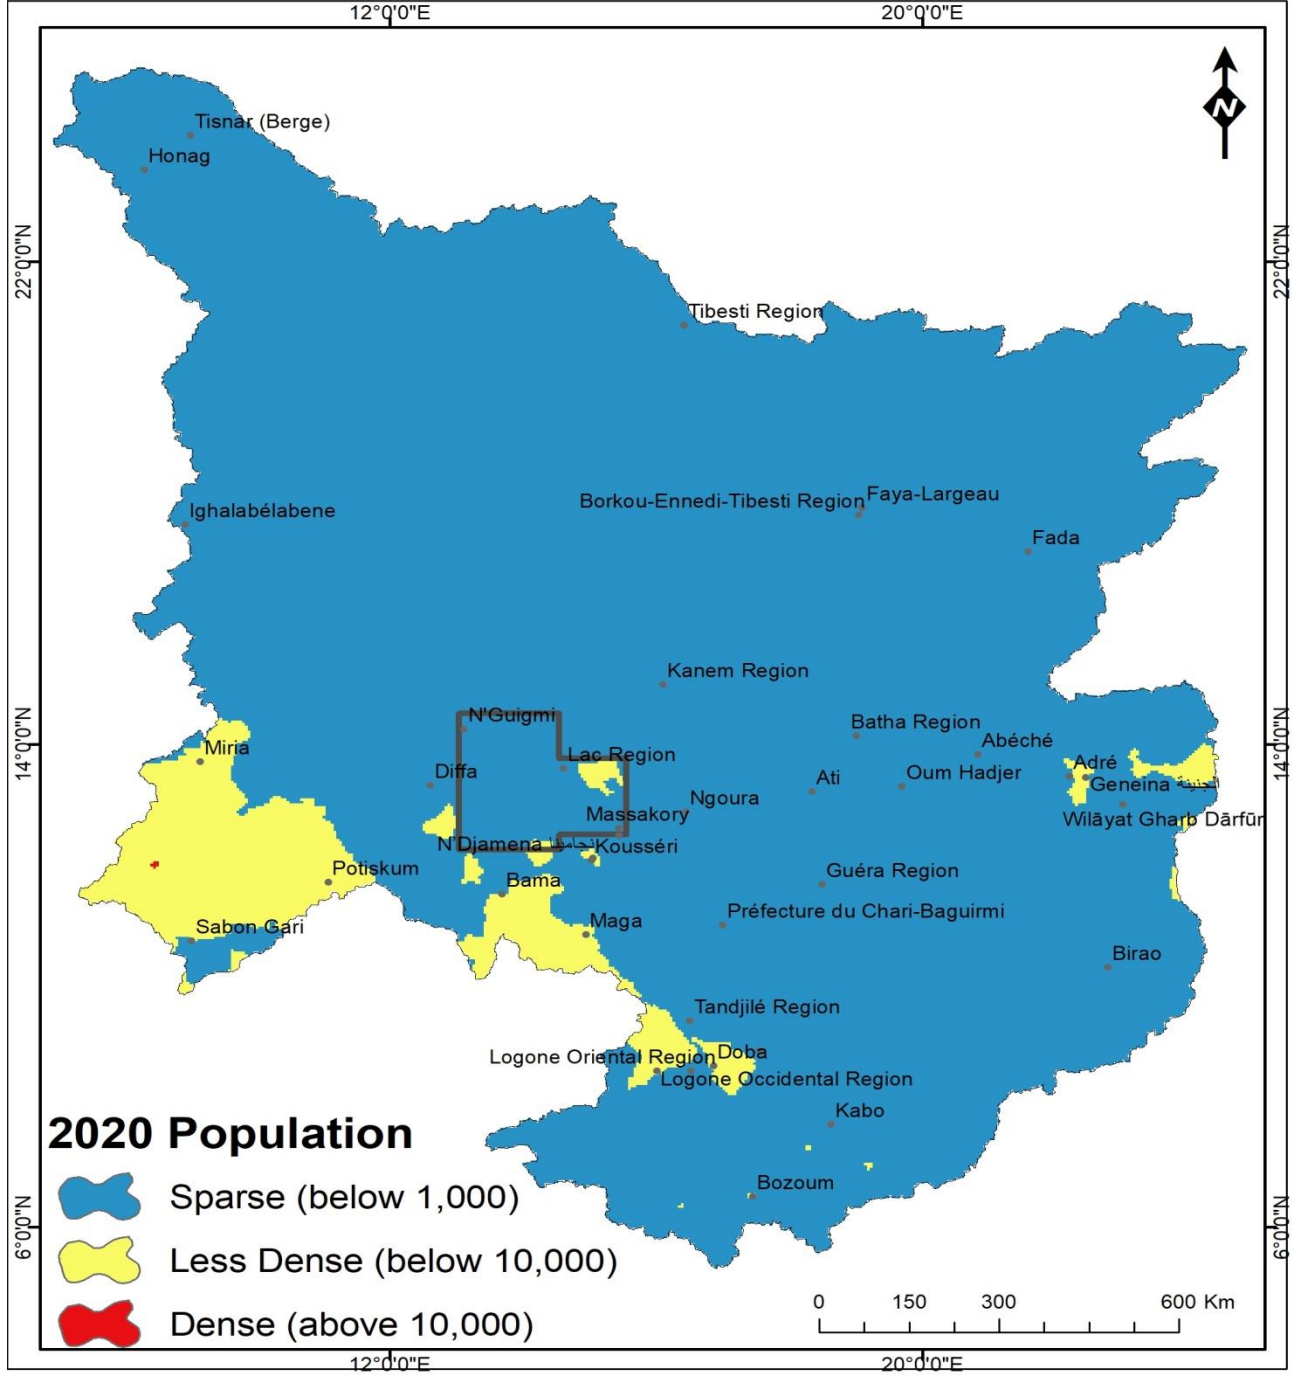 12°0'0"E
20°0'0"E
N
Tisnar (Berge)
Honag
22°0'0"N
22°0'0"N
Tibesti Region
Borkou-Ennedi-Tibesti Region
Faya-Largeau
Ighalabélabene
Fada
Kanem Region
N'Guigmi
Batha Region
14°0'0"N
14°0'0"N
Miria
Lac Region
Abéché
Diffa
Ati
Oum Hadjer
Adré
Geneina الجنينة
Massakory
Ngoura
Wilāyat Gharb Dārfūr
N'Djamena نجامينا
Kousséri
Potiskum
Bama
Guéra Region
Sabon Gari
Maga
Préfecture du Chari-Baguirmi
Birao
Tandjilé Region
Logone Oriental Region
Doba
Logone Occidental Region
Kabo
2020 Population
Bozoum
Sparse (below 1,000)
6°0'0"N
6°0'0"N
Less Dense (below 10,000)
Dense (above 10,000)
0 150 300 600 Km
12°0'0"E
20°0'0"E